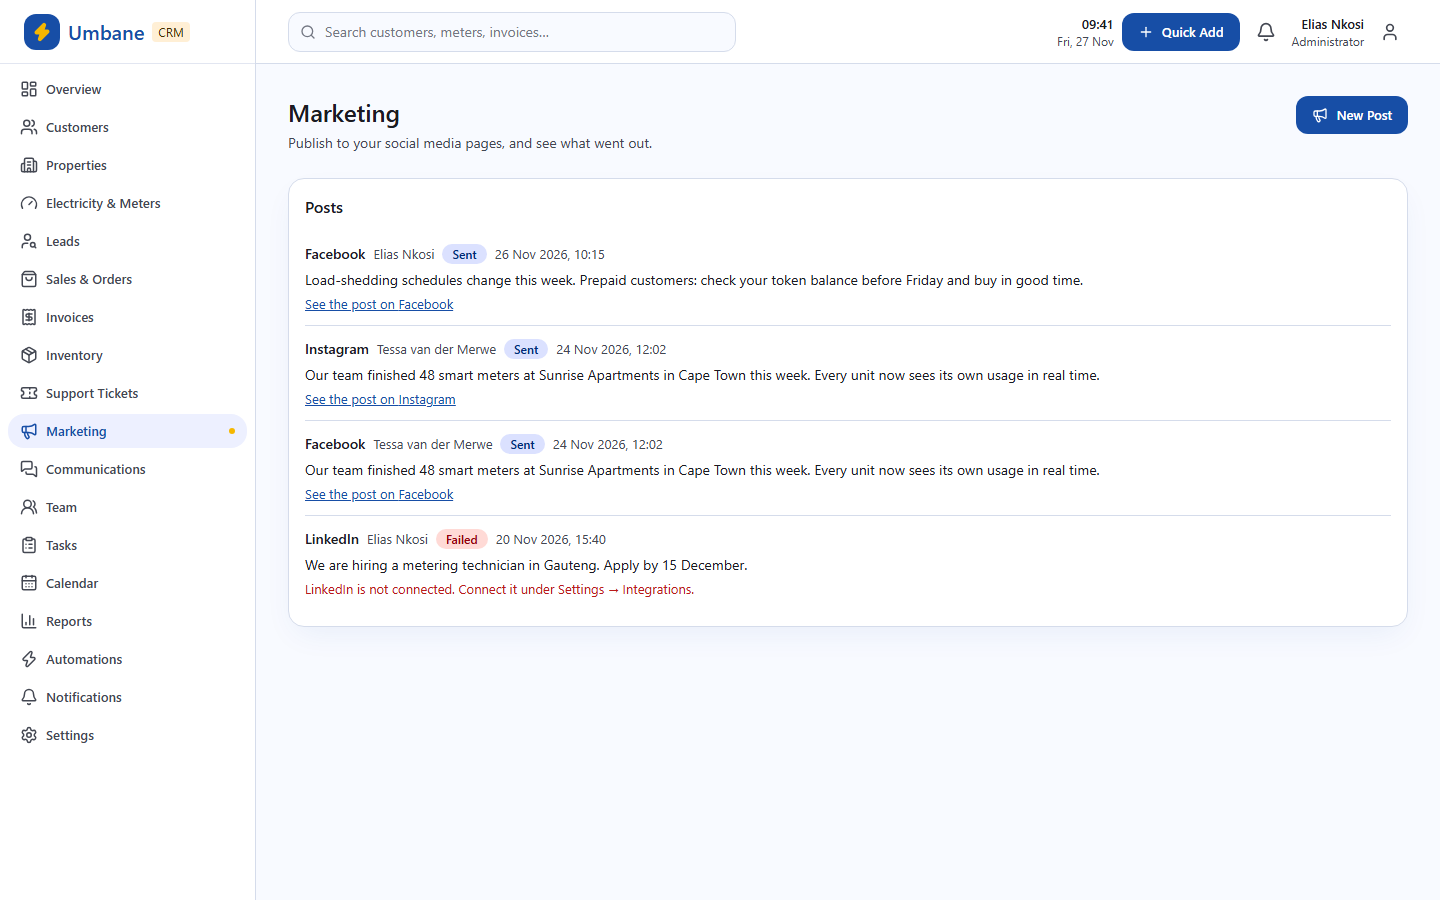 Umbane CRM
Search customers, meters, invoices...
09:41
Fri, 27 Nov
Quick Add
Elias Nkosi
Administrator
Overview
Customers
Properties
Electricity & Meters
Leads
Sales & Orders
Invoices
Inventory
Support Tickets
Marketing
Communications
Team
Tasks
Calendar
Reports
Automations
Notifications
Settings
Marketing
Publish to your social media pages, and see what went out.
New Post
Posts
Facebook Elias Nkosi Sent 26 Nov 2026, 10:15
Load-shedding schedules change this week. Prepaid customers: check your token balance before Friday and buy in good time.
See the post on Facebook
Instagram Tessa van der Merwe Sent 24 Nov 2026, 12:02
Our team finished 48 smart meters at Sunrise Apartments in Cape Town this week. Every unit now sees its own usage in real time.
See the post on Instagram
Facebook Tessa van der Merwe Sent 24 Nov 2026, 12:02
Our team finished 48 smart meters at Sunrise Apartments in Cape Town this week. Every unit now sees its own usage in real time.
See the post on Facebook
LinkedIn Elias Nkosi Failed 20 Nov 2026, 15:40
We are hiring a metering technician in Gauteng. Apply by 15 December.
LinkedIn is not connected. Connect it under Settings → Integrations.